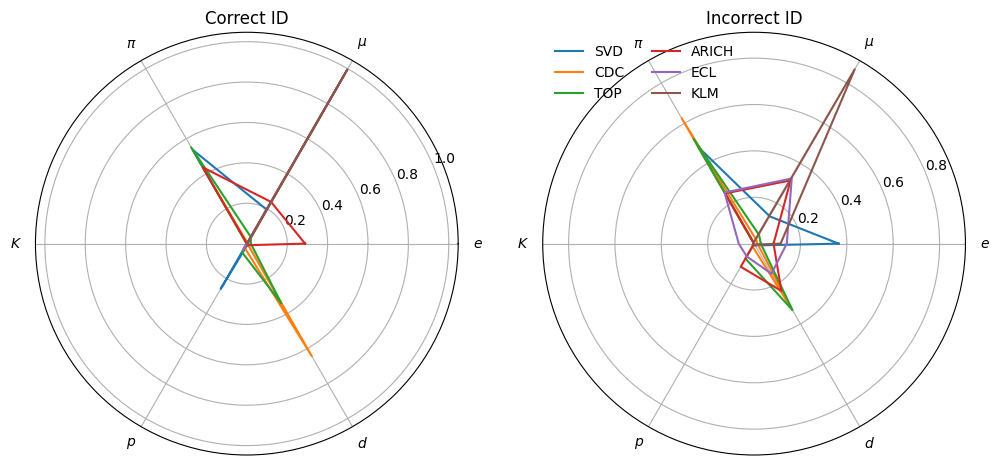 Correct ID
π
μ
1.0
0.8
0.6
0.4
0.2
K
e
p
d
Incorrect ID
π
μ
SVD
CDC
TOP
ARICH
ECL
KLM
0.8
0.6
0.4
0.2
K
e
p
d